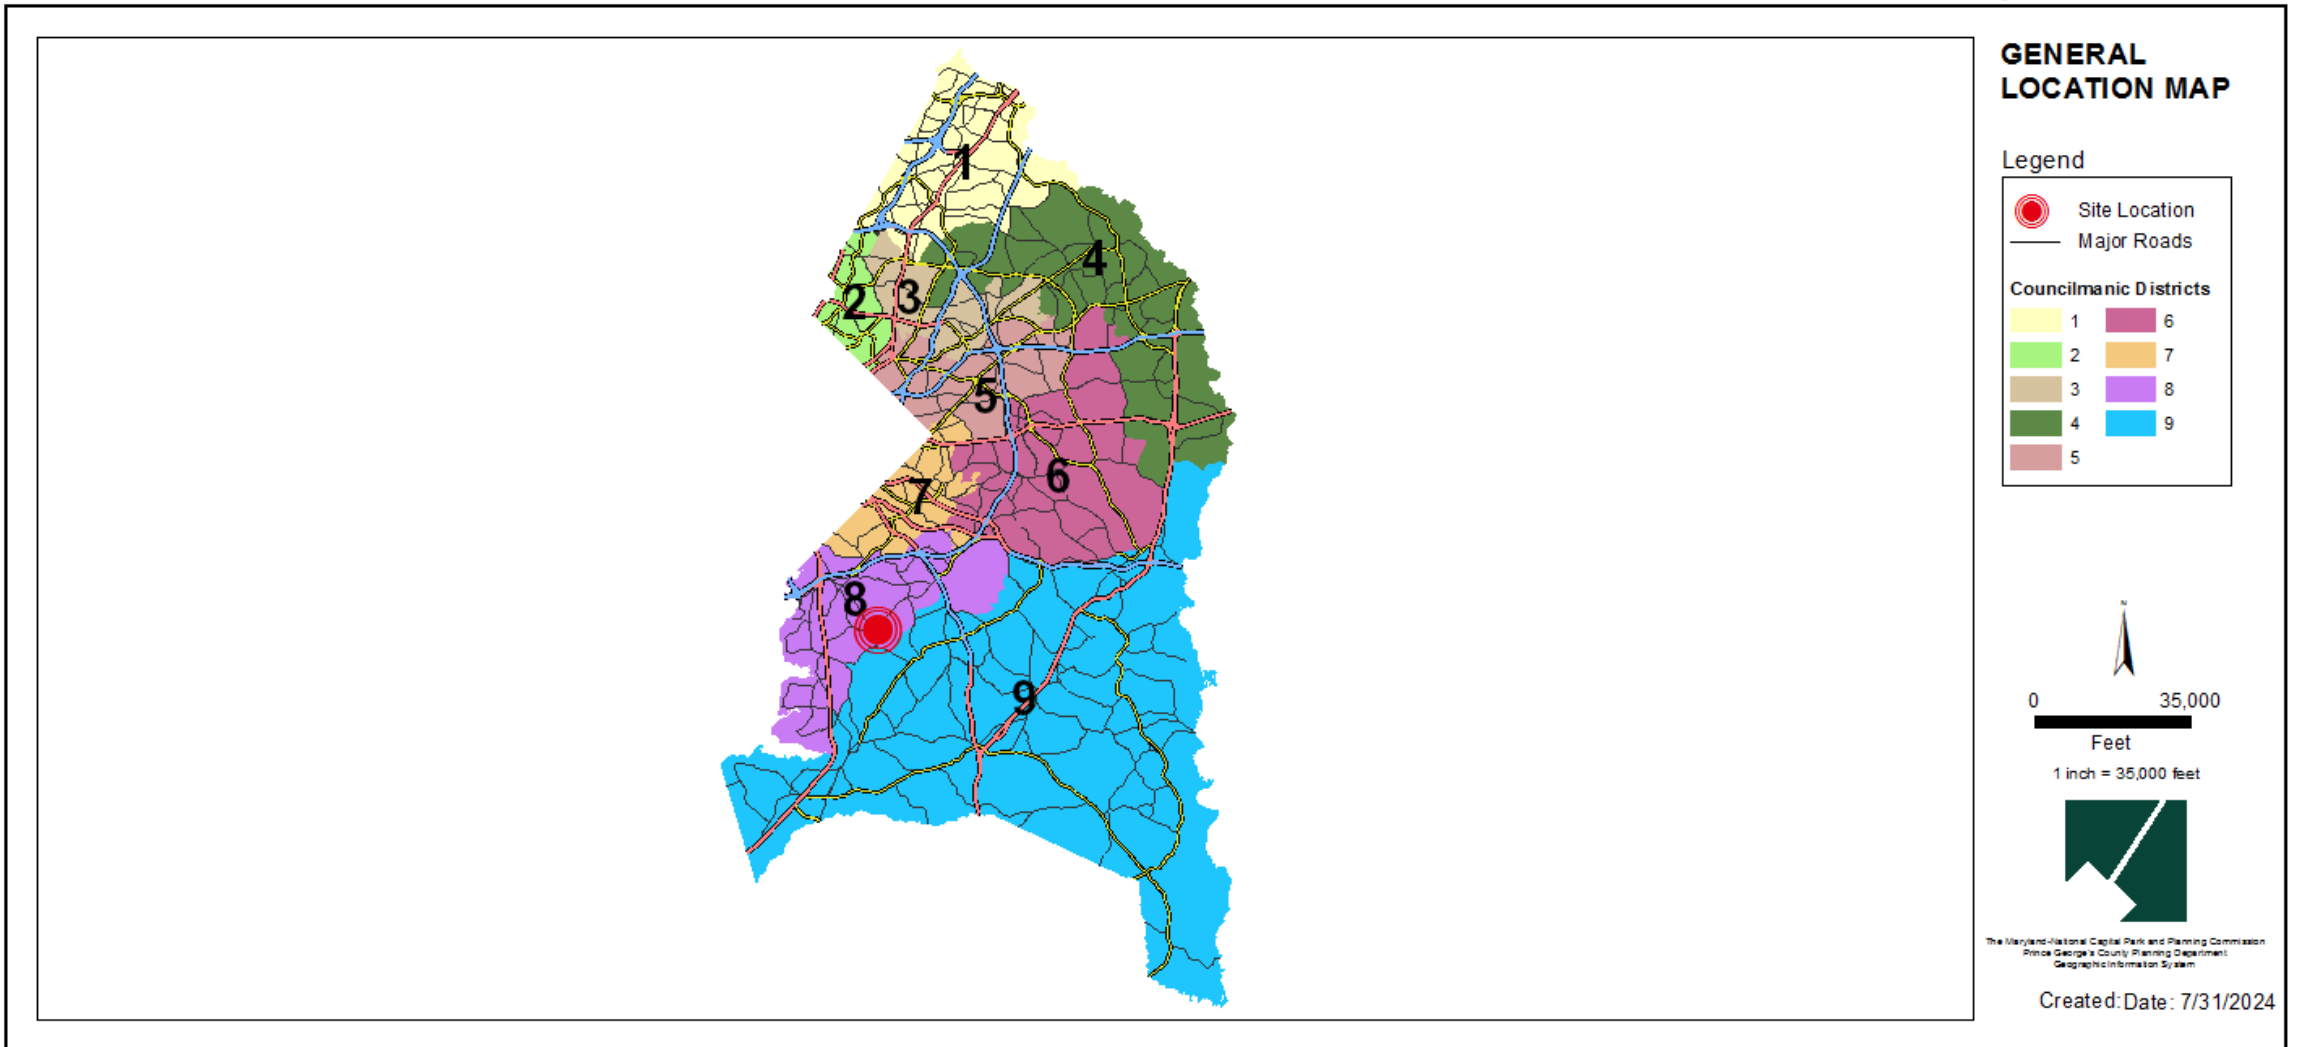 GENERAL
LOCATION MAP
Legend
Site Location
Major Roads
Councilmanic Districts
1 6
2 7
3 8
4 9
5
1
4
2
3
5
6
7
8
9
N
0 35,000
Feet
1 inch = 35,000 feet
The Maryland-National Capital Park and Planning Commission
Prince George's County Planning Department
Geographic Information System
Created: Date: 7/31/2024